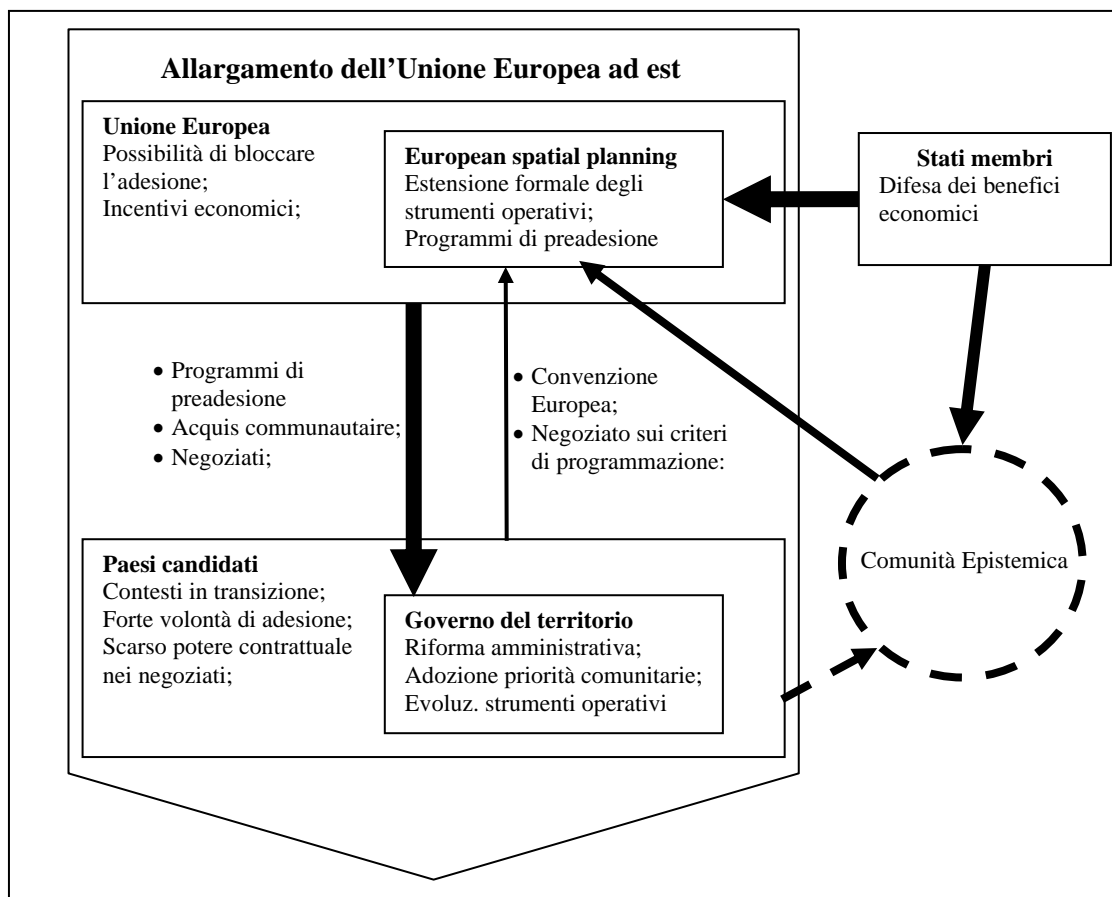 Allargamento dell’Unione Europea ad est
Unione Europea
Possibilità di bloccare
l’adesione;
Incentivi economici;
European spatial planning
Estensione formale degli
strumenti operativi;
Programmi di preadesione
Stati membri
Difesa dei benefici
economici
• Programmi di
preadesione
• Acquis communautaire;
• Negoziati;
• Convenzione
Europea;
• Negoziato sui criteri
di programmazione:
Comunità Epistemica
Paesi candidati
Contesti in transizione;
Forte volontà di adesione;
Scarso potere contrattuale
nei negoziati;
Governo del territorio
Riforma amministrativa;
Adozione priorità comunitarie;
Evoluz. strumenti operativi